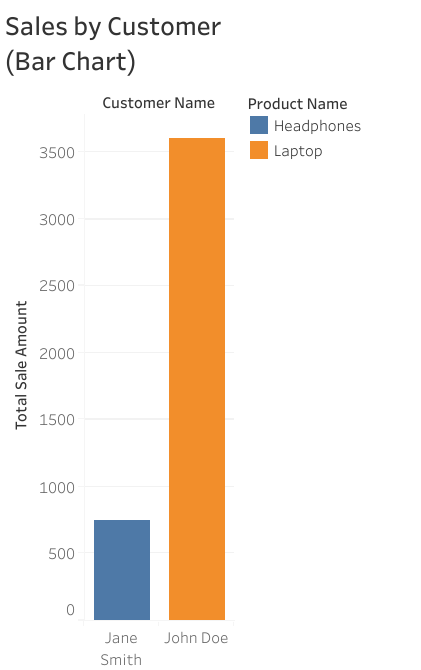 Sales by Customer
(Bar Chart)
Customer Name
Product Name
Headphones
Laptop
3500
3000
2500
2000
1500
1000
500
0
Total Sale Amount
Jane
Smith
John Doe